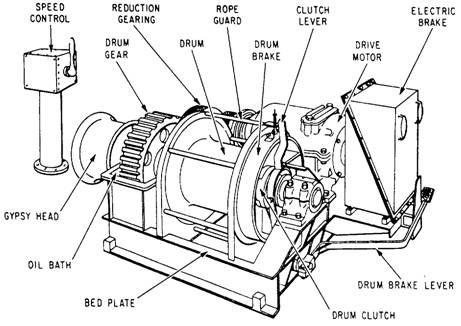 SPEED
CONTROL
REDUCTION
GEARING
ROPE
GUARD
CLUTCH
LEVER
ELECTRIC
BRAKE
DRUM
GEAR
DRUM
DRUM
BRAKE
DRIVE
MOTOR
GYPSY HEAD
OIL BATH
BED PLATE
DRUM BRAKE LEVER
DRUM CLUTCH